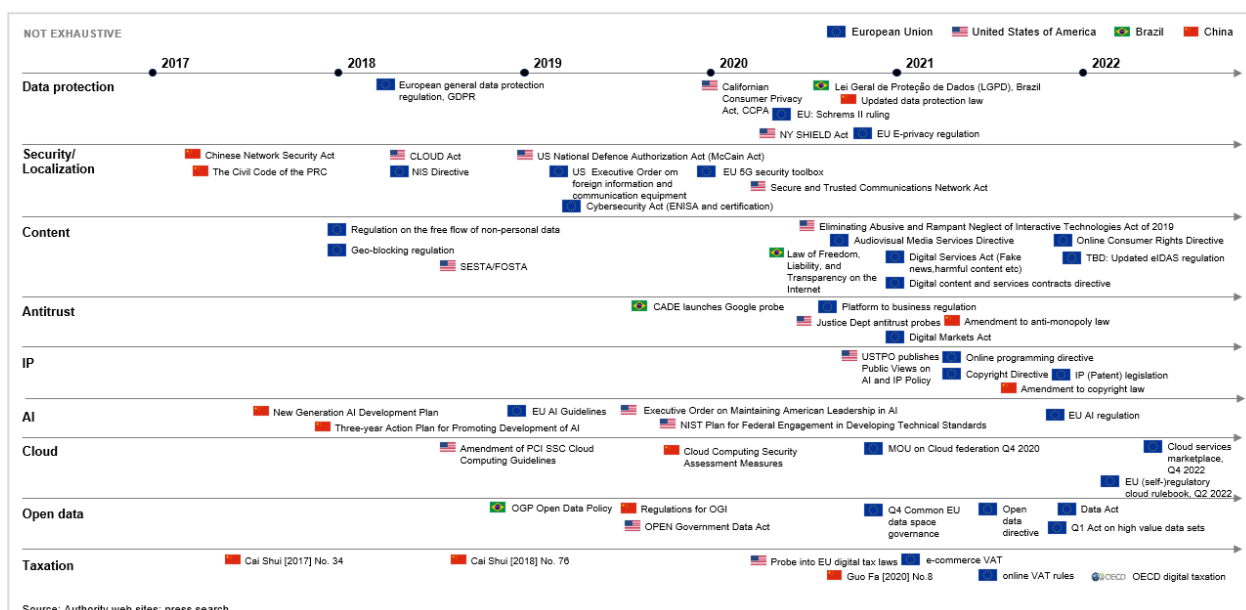 NOT EXHAUSTIVE
European Union
United States of America
Brazil
China
2017
2018
2019
2020
2021
2022
Data protection
European general data protection
regulation, GDPR
Californian
Consumer Privacy
Act, CCPA
Lei Geral de Proteção de Dados (LGPD), Brazil
Updated data protection law
EU: Schrems II ruling
NY SHIELD Act
EU E-privacy regulation
Security/
Localization
Chinese Network Security Act
The Civil Code of the PRC
CLOUD Act
NIS Directive
US National Defence Authorization Act (McCain Act)
US Executive Order om
foreign information and
communication equipment
Cybersecurity Act (ENISA and certification)
EU 5G security toolbox
Secure and Trusted Communications Network Act
Content
Regulation on the free flow of non-personal data
Geo-blocking regulation
SESTA/FOSTA
Eliminating Abusive and Rampant Neglect of Interactive Technologies Act of 2019
Audiovisual Media Services Directive
Online Consumer Rights Directive
Law of Freedom,
Liability, and
Transparency on the
Internet
Digital Services Act (Fake
news,harmful content etc)
TBD: Updated eIDAS regulation
Digital content and services contracts directive
Antitrust
CADE launches Google probe
Platform to business regulation
Justice Dept antitrust probes
Amendment to anti-monopoly law
Digital Markets Act
IP
USTPO publishes
Public Views on
AI and IP Policy
Online programming directive
Copyright Directive
IP (Patent) legislation
Amendment to copyright law
AI
New Generation AI Development Plan
Three-year Action Plan for Promoting Development of AI
EU AI Guidelines
Executive Order on Maintaining American Leadership in AI
NIST Plan for Federal Engagement in Developing Technical Standards
EU AI regulation
Cloud
Amendment of PCI SSC Cloud
Computing Guidelines
Cloud Computing Security
Assessment Measures
MOU on Cloud federation Q4 2020
Cloud services
marketplace,
Q4 2022
EU (self-)regulatory
cloud rulebook, Q2 2022
Open data
OGP Open Data Policy
Regulations for OGI
OPEN Government Data Act
Q4 Common EU
data space
governance
Open
data
directive
Data Act
Q1 Act on high value data sets
Taxation
Cai Shui [2017] No. 34
Cai Shui [2018] No. 76
Probe into EU digital tax laws
e-commerce VAT
Guo Fa [2020] No.8
online VAT rules
OECD
OECD digital taxation
Source: Authority web sites; press search